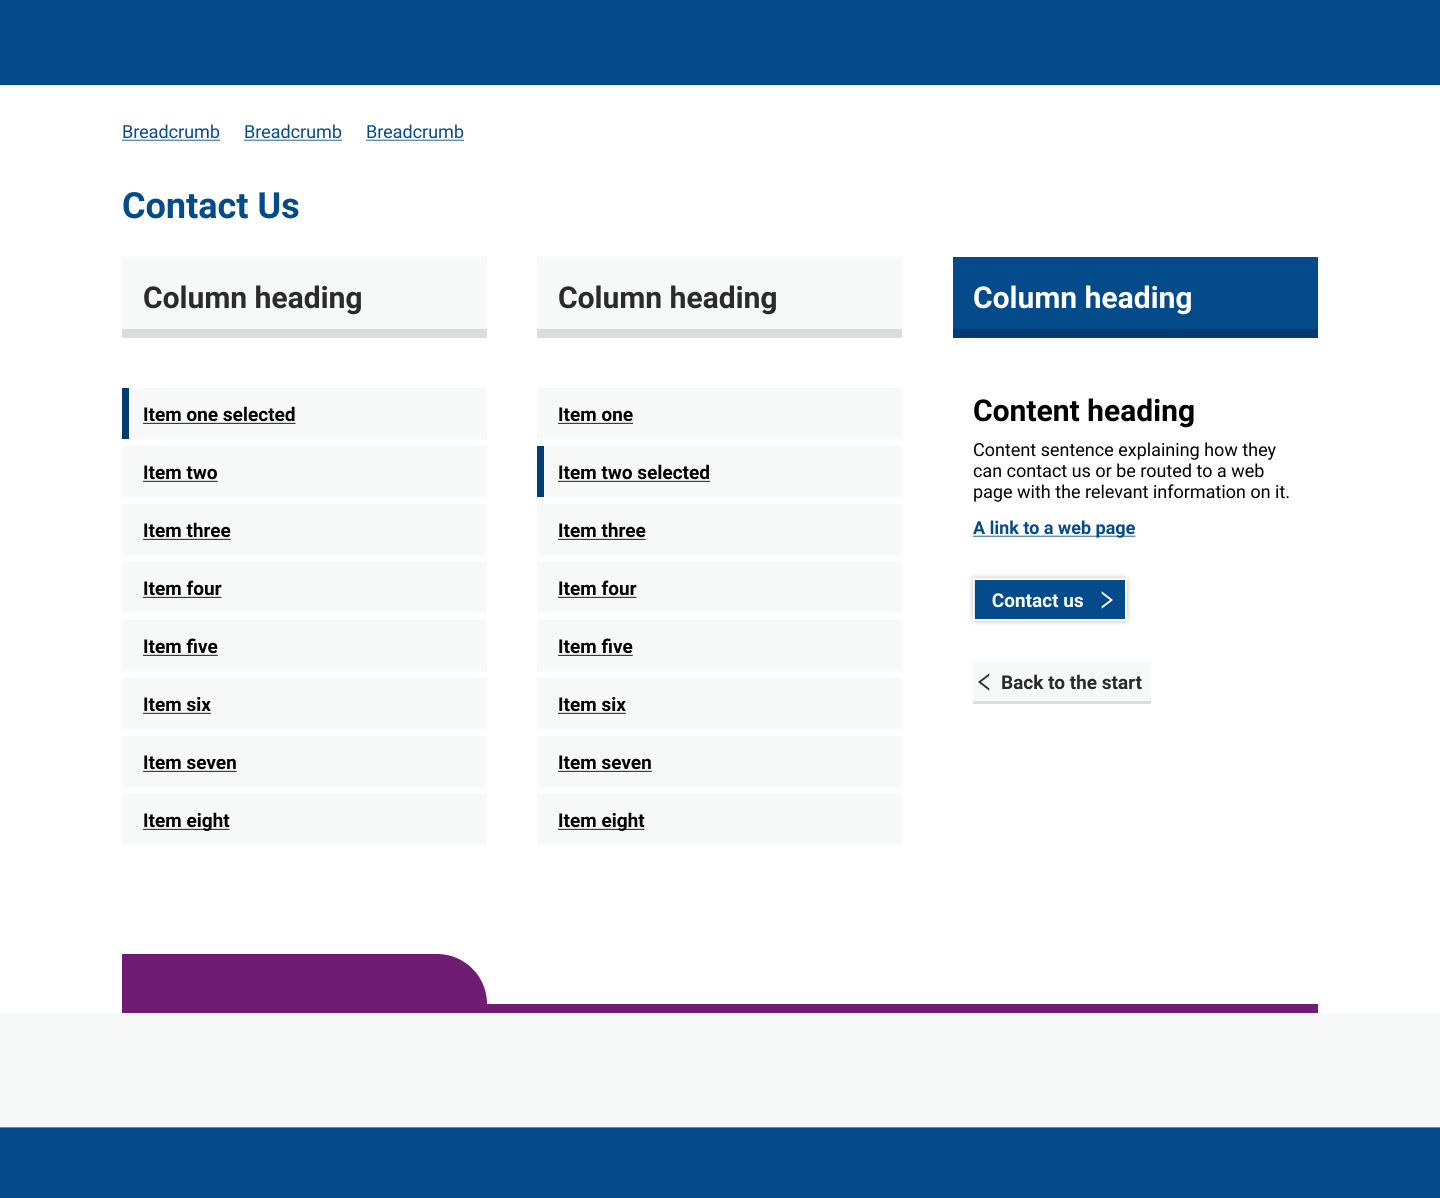 Breadcrumb Breadcrumb Breadcrumb
Contact Us
Column heading
Item one selected
Item two
Item three
Item four
Item five
Item six
Item seven
Item eight
Column heading
Item one
Item two selected
Item three
Item four
Item five
Item six
Item seven
Item eight
Column heading
Content heading
Content sentence explaining how they
can contact us or be routed to a web
page with the relevant information on it.
A link to a web page
Contact us
Back to the start